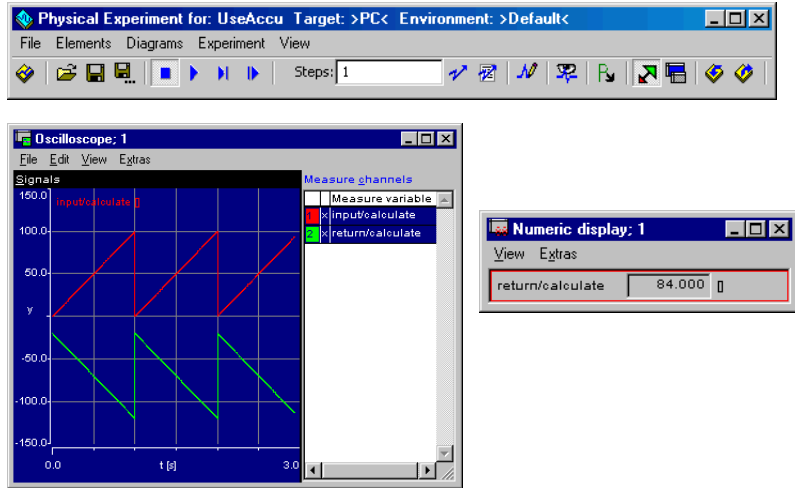 Physical Experiment for: UseAccu Target: >PC< Environment: >Default<
File Elements Diagrams Experiment View
Steps: 1
Oscilloscope; 1
File Edit View Extras
Signals
Measure channels
150.0
input/calculate []
100.0
50.0
y
-50.0
-100.0
-150.0
0.0 t [s] 3.0
Measure variable
1 x input/calculate
2 x return/calculate
Numeric display; 1
View Extras
return/calculate 84.000 []